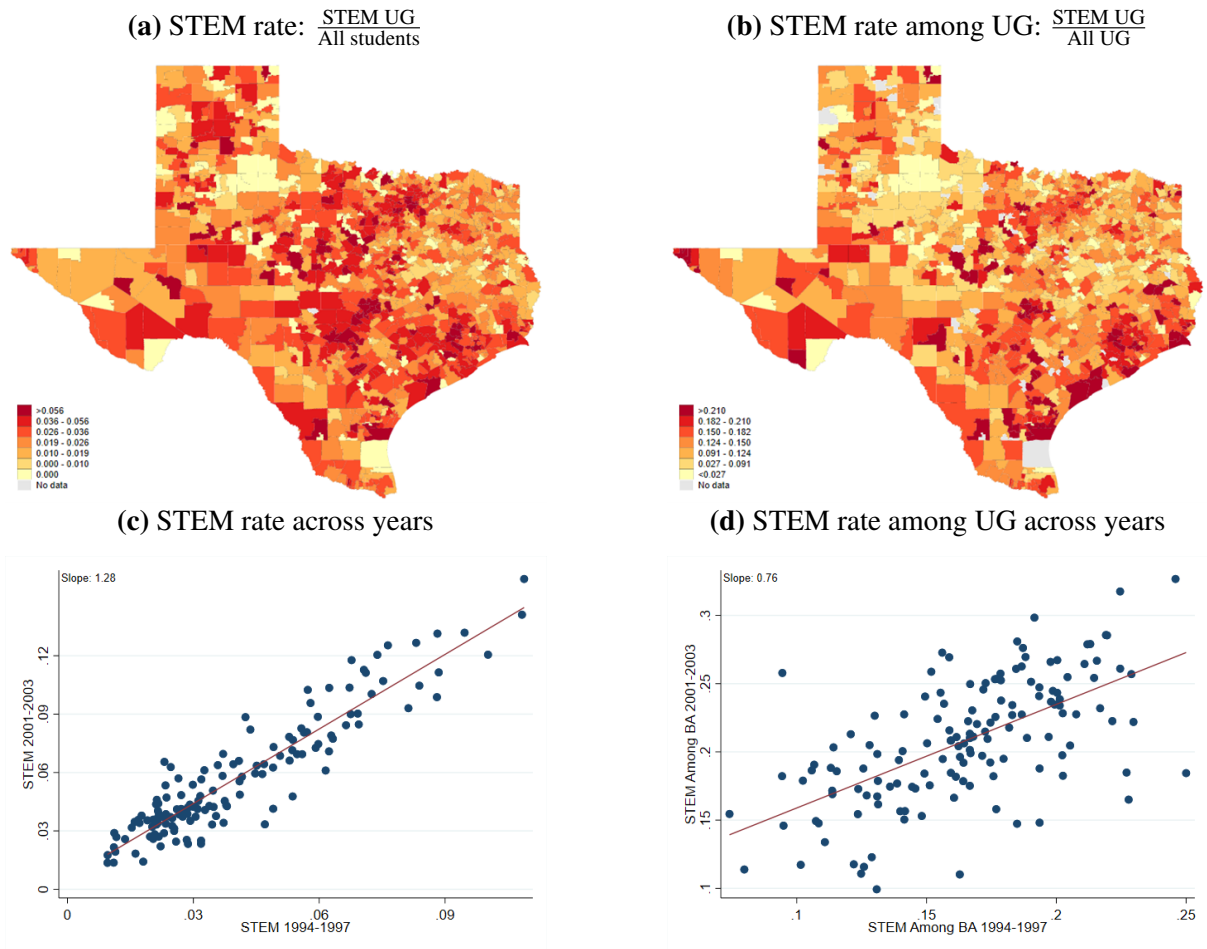 (a) STEM rate: STEM UG / All students
(b) STEM rate among UG: STEM UG / All UG
>0.056
0.036 - 0.056
0.026 - 0.036
0.019 - 0.026
0.010 - 0.019
0.000 - 0.010
0.000
No data
>0.210
0.182 - 0.210
0.150 - 0.182
0.124 - 0.150
0.091 - 0.124
0.027 - 0.091
<0.027
No data
(c) STEM rate across years
(d) STEM rate among UG across years
Slope: 1.28
STEM 2001-2003
.12
.09
.06
.03
0
0
.03
.06
.09
STEM 1994-1997
Slope: 0.76
STEM Among BA 2001-2003
.3
.25
.2
.15
.1
.1
.15
.2
.25
STEM Among BA 1994-1997